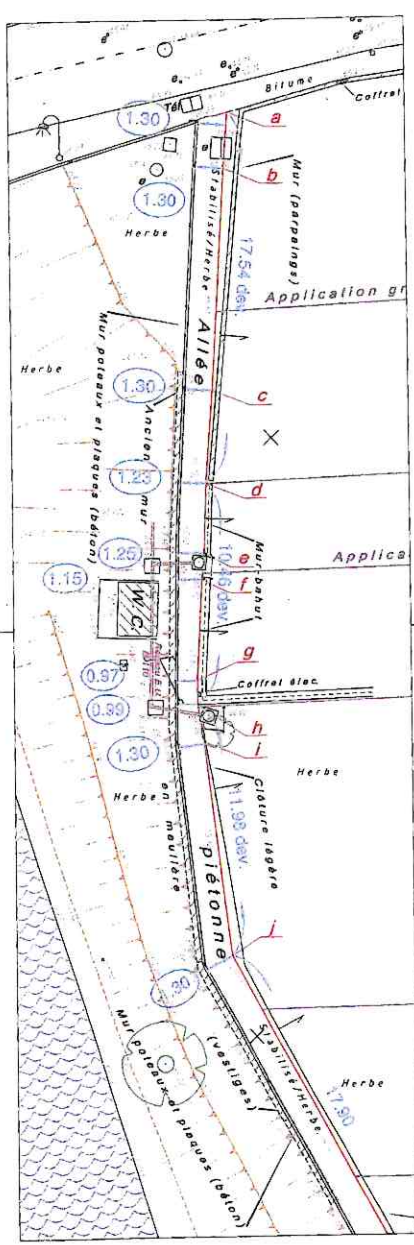 Bitume
Coffret
Tél
1.30
a
b
1.30
Herbe
Stabilisé/Herbe
Mur (parpaings)
17.54 dev.
Application gr
Herbe
Mur poteaux et plaques (béton)
Allée
1.30
Ancien mur
c
1.23
d
1.25
e
Mur bahut
Applica
f
1.15
W.C.
g
0.97
Coffret élec.
0.99
h
i
1.30
Herbe
en meulière
Clôture légère
11.98 dev.
Herbe
piétonne
j
Mur poteaux et plaques (béton)
(vestiges)
Stabilisé/Herbe
17.90
Herbe